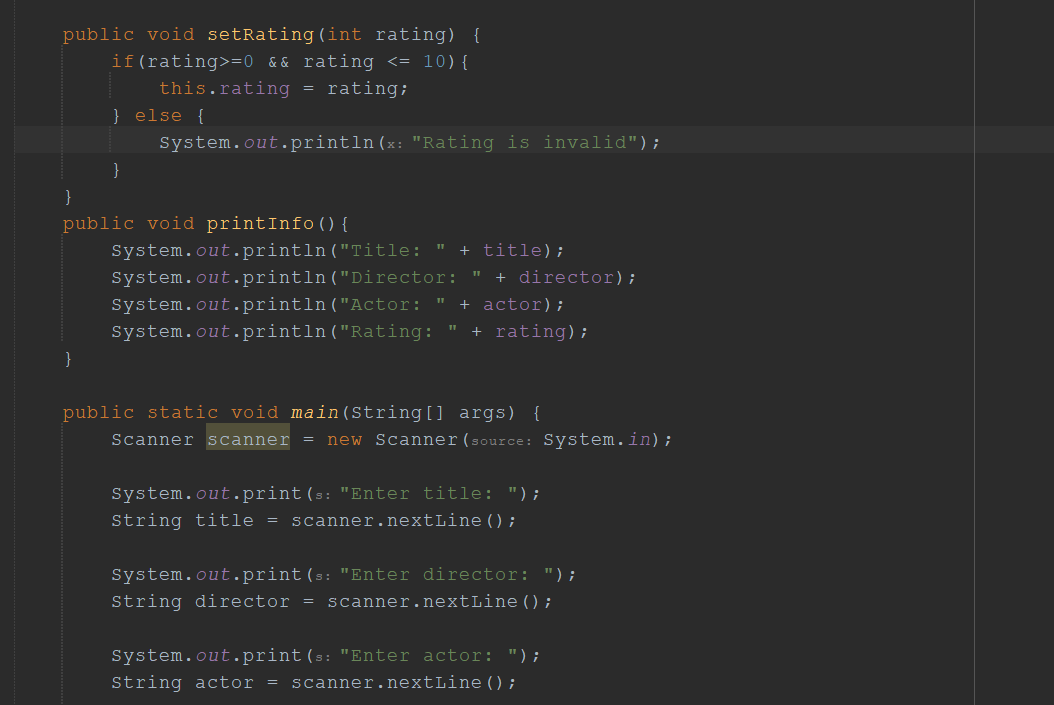 public void setRating(int rating) {
if(rating>=0 && rating <= 10){
this.rating = rating;
} else {
System.out.println(x: "Rating is invalid");
}
}
public void printInfo(){
System.out.println("Title: " + title);
System.out.println("Director: " + director);
System.out.println("Actor: " + actor);
System.out.println("Rating: " + rating);
}
public static void main(String[] args) {
Scanner scanner = new Scanner(source: System.in);
System.out.print(s: "Enter title: ");
String title = scanner.nextLine();
System.out.print(s: "Enter director: ");
String director = scanner.nextLine();
System.out.print(s: "Enter actor: ");
String actor = scanner.nextLine();